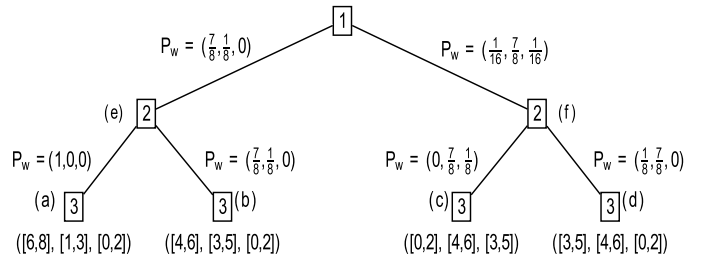 1
P_w = (7/8, 1/8, 0)
P_w = (1/16, 7/8, 1/16)
(e) 2
2 (f)
P_w = (1,0,0)
P_w = (7/8, 1/8, 0)
P_w = (0, 7/8, 1/8)
P_w = (1/8, 7/8, 0)
(a) 3
3 (b)
(c) 3
3 (d)
([6,8], [1,3], [0,2])
([4,6], [3,5], [0,2])
([0,2], [4,6], [3,5])
([3,5], [4,6], [0,2])